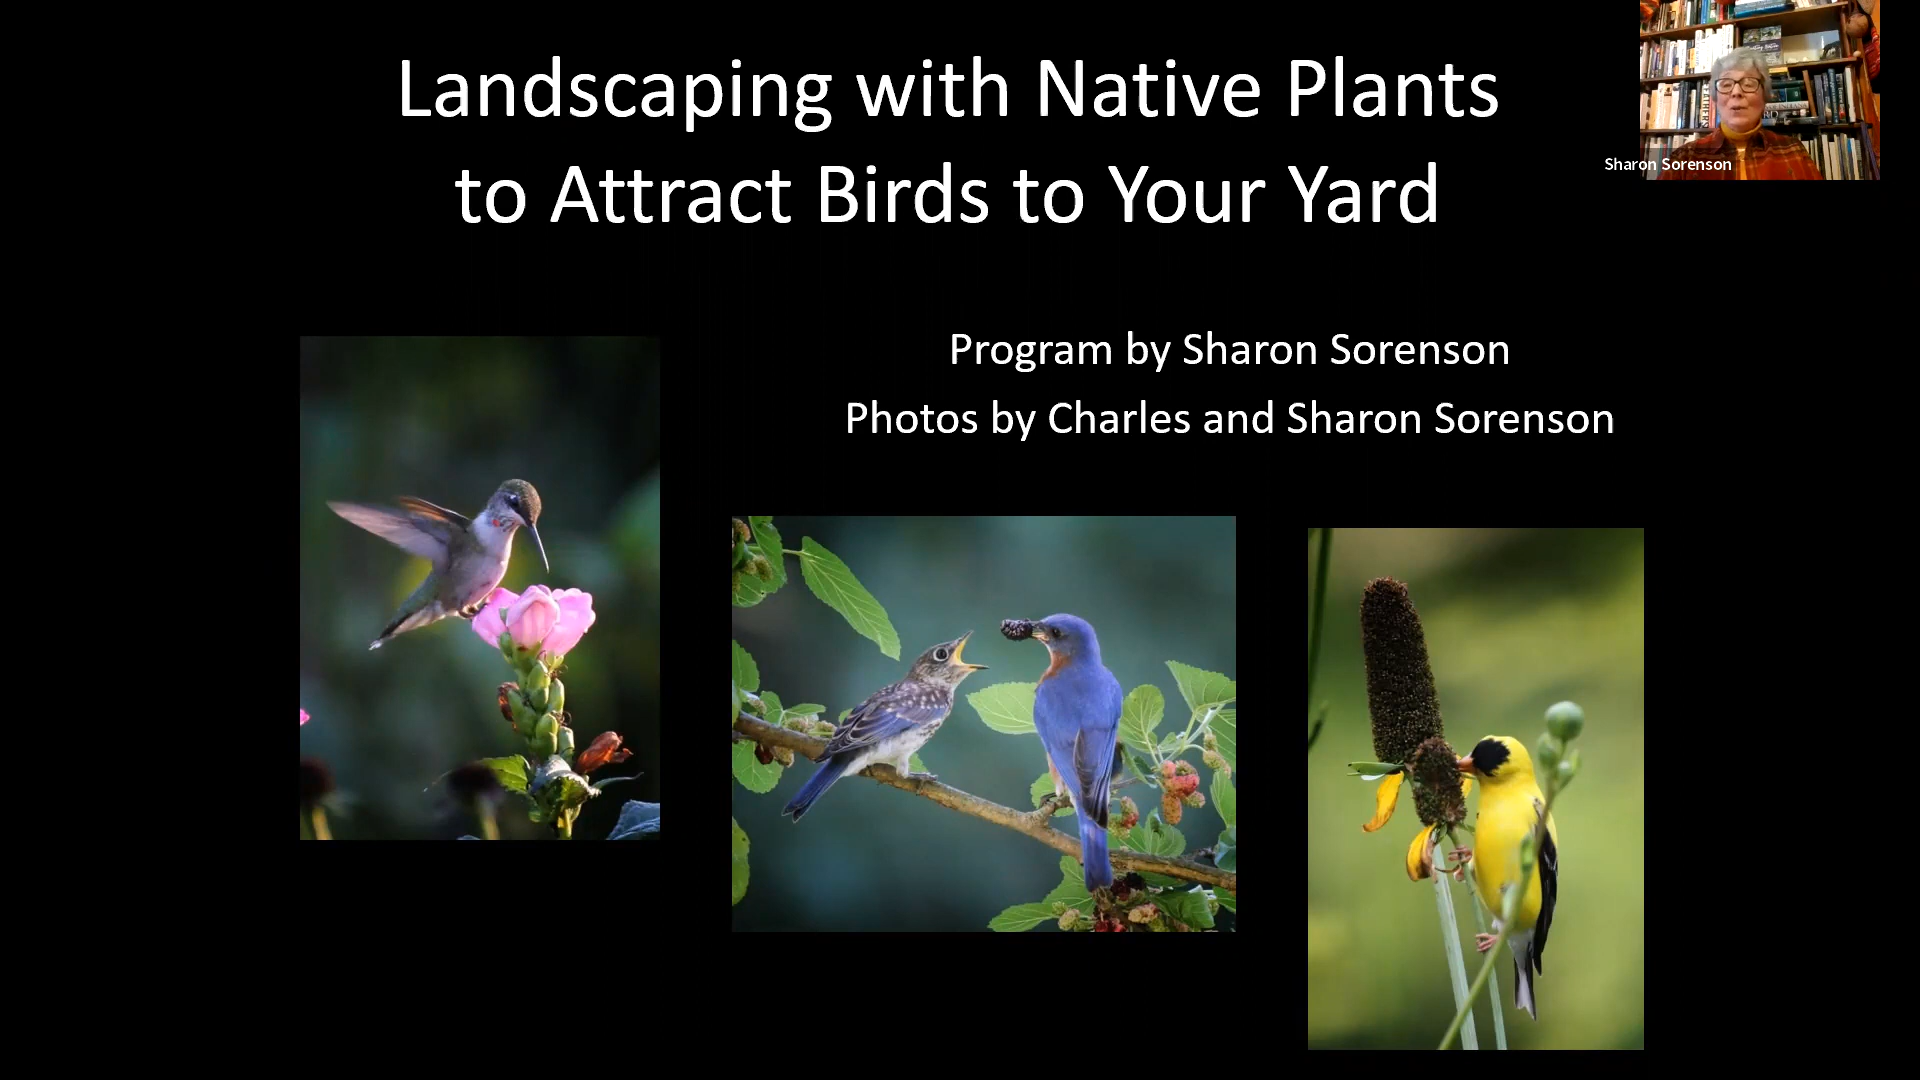 Landscaping with Native Plants
to Attract Birds to Your Yard
Program by Sharon Sorenson
Photos by Charles and Sharon Sorenson
Sharon Sorenson